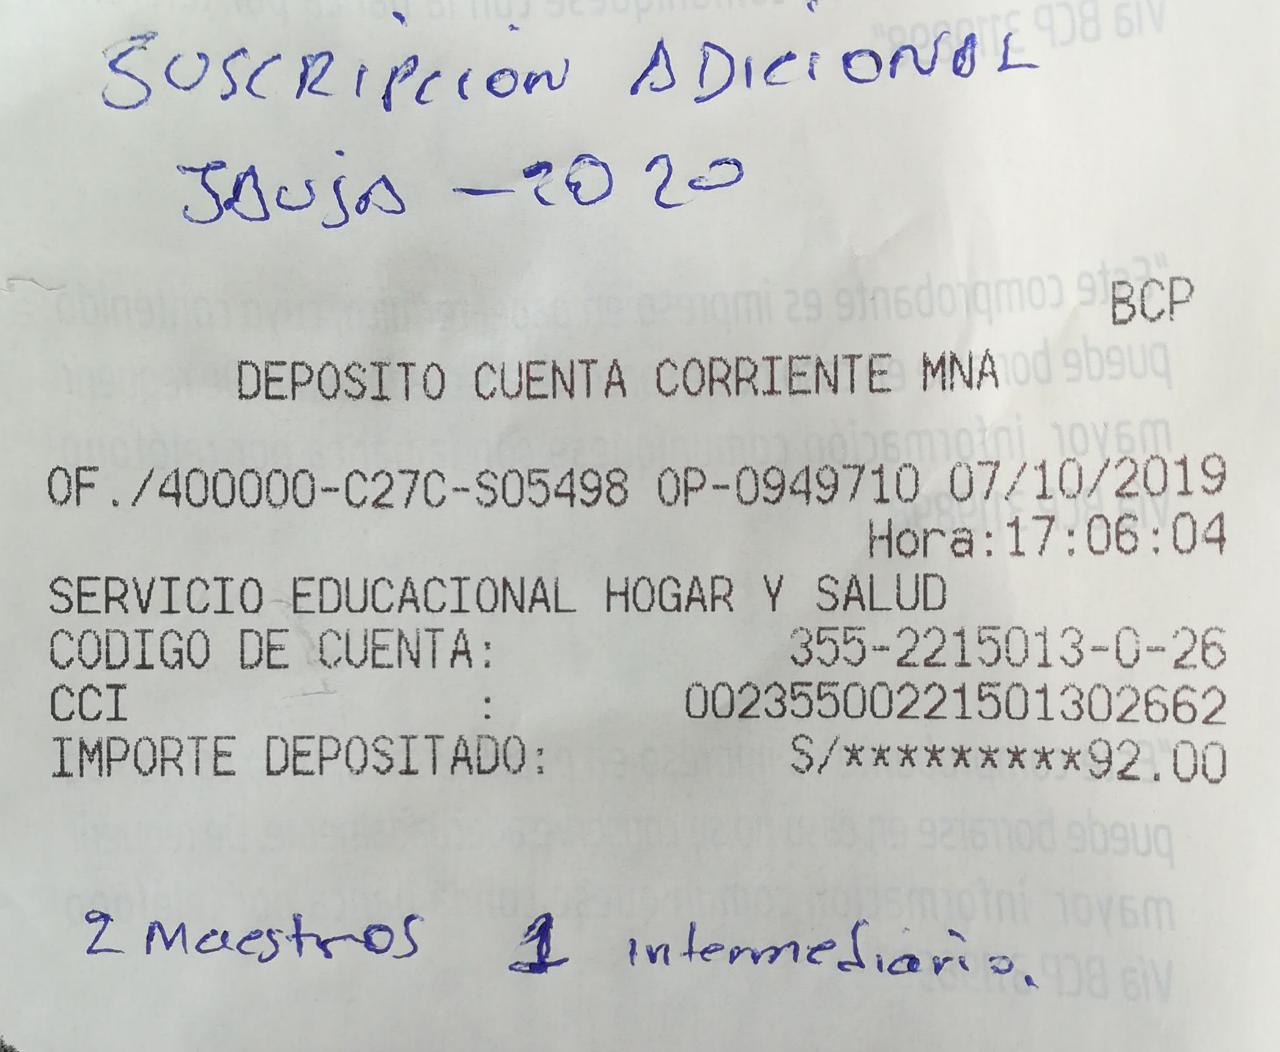 SUSCRIPCION ADICIONAL
JAUJA - 2020
BCP
DEPOSITO CUENTA CORRIENTE MNA
OF./400000-C27C-S05498 OP-0949710 07/10/2019
Hora:17:06:04
SERVICIO EDUCACIONAL HOGAR Y SALUD
CODIGO DE CUENTA: 355-2215013-0-26
CCI : 00235500221501302662
IMPORTE DEPOSITADO: S/*********92.00
2 Maestros 1 intermediario.